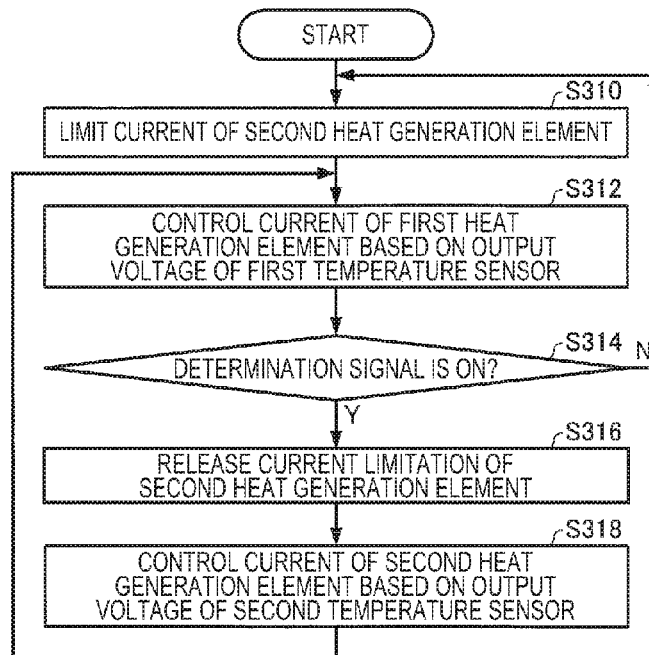 START
S310
LIMIT CURRENT OF SECOND HEAT GENERATION ELEMENT
S312
CONTROL CURRENT OF FIRST HEAT
GENERATION ELEMENT BASED ON OUTPUT
VOLTAGE OF FIRST TEMPERATURE SENSOR
S314
DETERMINATION SIGNAL IS ON?
N
Y
S316
RELEASE CURRENT LIMITATION OF
SECOND HEAT GENERATION ELEMENT
S318
CONTROL CURRENT OF SECOND HEAT
GENERATION ELEMENT BASED ON OUTPUT
VOLTAGE OF SECOND TEMPERATURE SENSOR